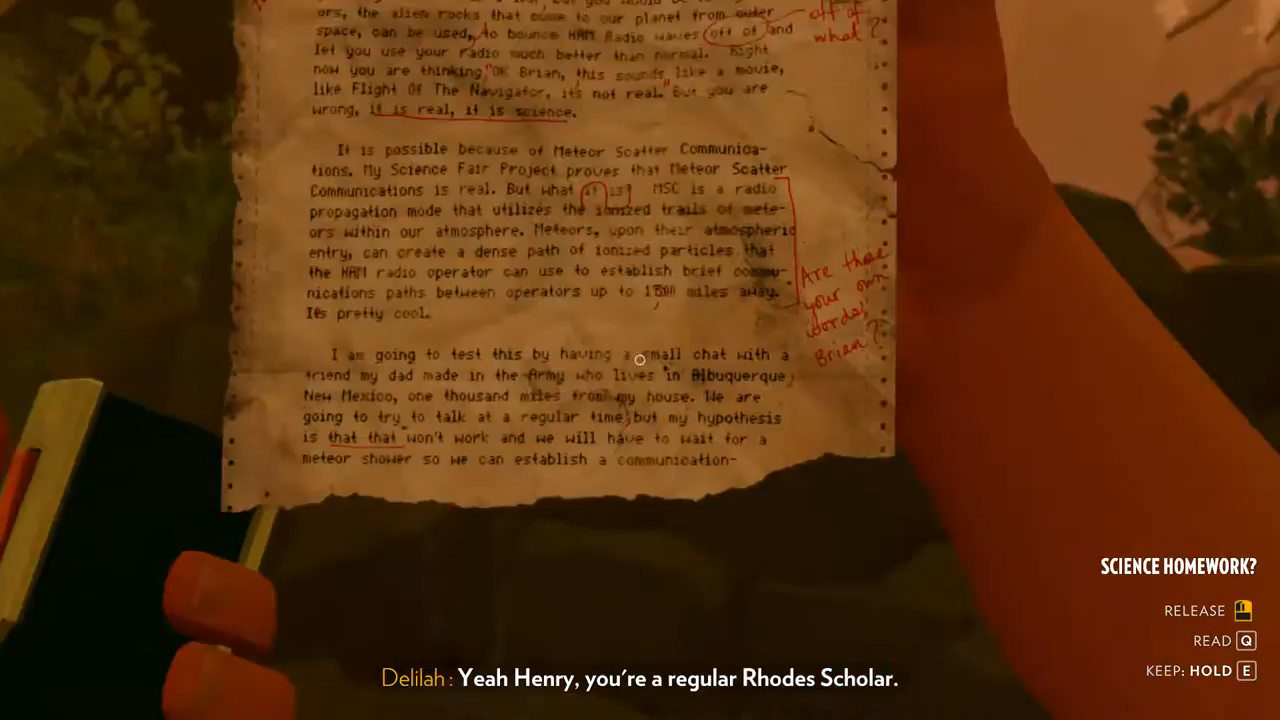 ors, the alien rocks that come to our planet from outer
space, can be used, to bounce HAM Radio waves off of and
let you use your radio much better than normal. Right
now you are thinking "OK Brian, this sounds like a movie,
like Flight Of The Navigator, it's not real." But you are
wrong, it is real, it is science.
off of
what?
It is possible because of Meteor Scatter Communica-
tions. My Science Fair Project proves that Meteor Scatter
Communications is real. But what it is? MSC is a radio
propagation mode that utilizes the ionized trails of mete-
ors within our atmosphere. Meteors, upon their atmospheric
entry, can create a dense path of ionized particles that
the HAM radio operator can use to establish brief commu-
nications paths between operators up to miles away.
It's pretty cool.
Are these
your own
words,
Brian?
I am going to test this by having a small chat with a
friend my dad made in the Army who lives in Albuquerque,
New Mexico, one thousand miles from my house. We are
going to try to talk at a regular time, but my hypothesis
is that that won't work and we will have to wait for a
meteor shower so we can establish a communication-
SCIENCE HOMEWORK?
RELEASE
READ Q
KEEP: HOLD E
Delilah : Yeah Henry, you're a regular Rhodes Scholar.